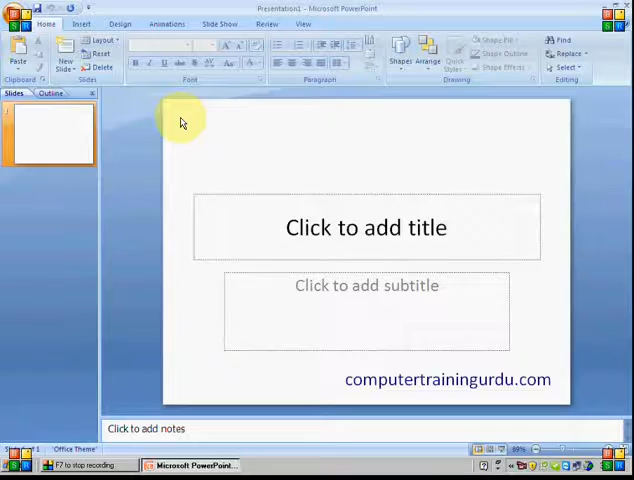 Presentation1 - Microsoft PowerPoint
Home Insert Design Animations Slide Show Review View
Paste
Clipboard
New Slide
Layout
Reset
Delete
Slides
Font
Paragraph
Shapes Arrange Quick Styles
Shape Fill
Shape Outline
Shape Effects
Drawing
Find
Replace
Select
Editing
Slides Outline
Click to add title
Click to add subtitle
computertrainingurdu.com
Click to add notes
"Office Theme"
89%
F7 to stop recording
Microsoft PowerPoint...